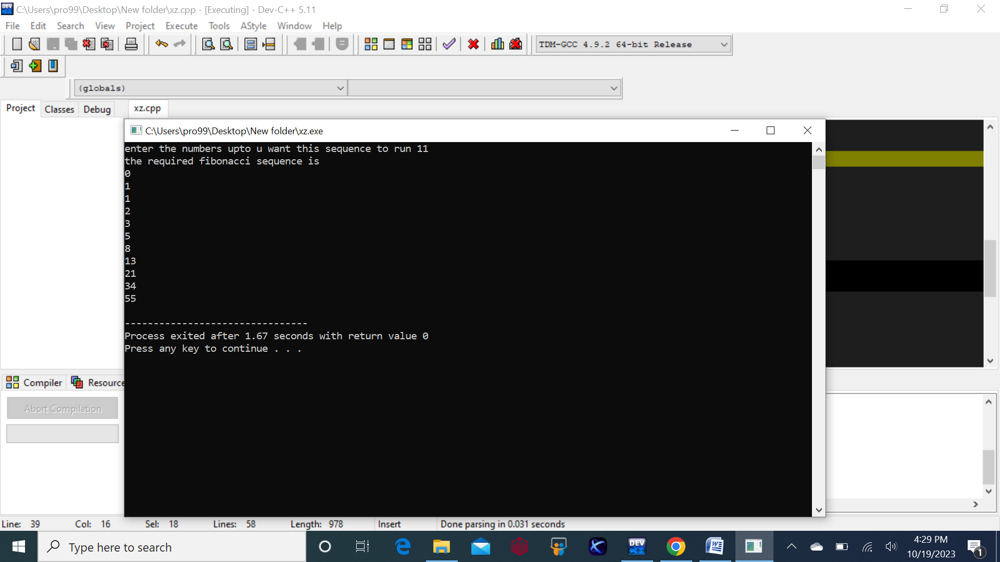 C:\Users\pro99\Desktop\New folder\xz.cpp - [Executing] - Dev-C++ 5.11
File Edit Search View Project Execute Tools AStyle Window Help
TDM-GCC 4.9.2 64-bit Release
(globals)
Project Classes Debug xz.cpp
C:\Users\pro99\Desktop\New folder\xz.exe
enter the numbers upto u want this sequence to run 11
the required fibonacci sequence is
0
1
1
2
3
5
8
13
21
34
55
--------------------------------
Process exited after 1.67 seconds with return value 0
Press any key to continue . . .
Compiler Resource
Abort Compilation
Line: 39 Col: 16 Sel: 18 Lines: 58 Length: 978 Insert Done parsing in 0.031 seconds
Type here to search
DEV C++
4:29 PM
10/19/2023
1